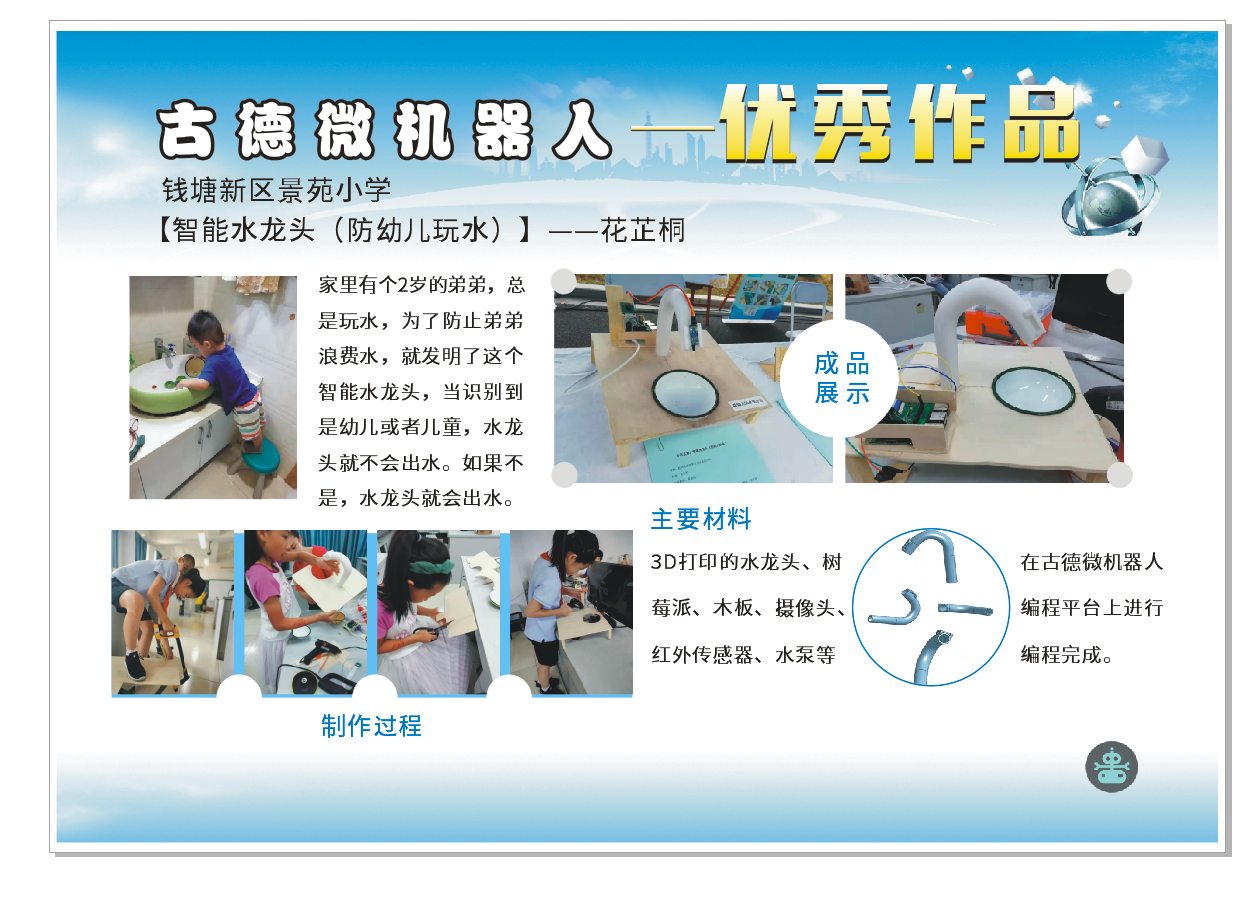 古德微机器人—优秀作品
钱塘新区景苑小学
【智能水龙头（防幼儿玩水）】——花芷桐
家里有个2岁的弟弟，总
是玩水，为了防止弟弟
浪费水，就发明了这个
智能水龙头，当识别到
是幼儿或者儿童，水龙
头就不会出水。如果不
是，水龙头就会出水。
成品
展示
制作过程
主要材料
3D打印的水龙头、树
莓派、木板、摄像头、
红外传感器、水泵等
在古德微机器人
编程平台上进行
编程完成。